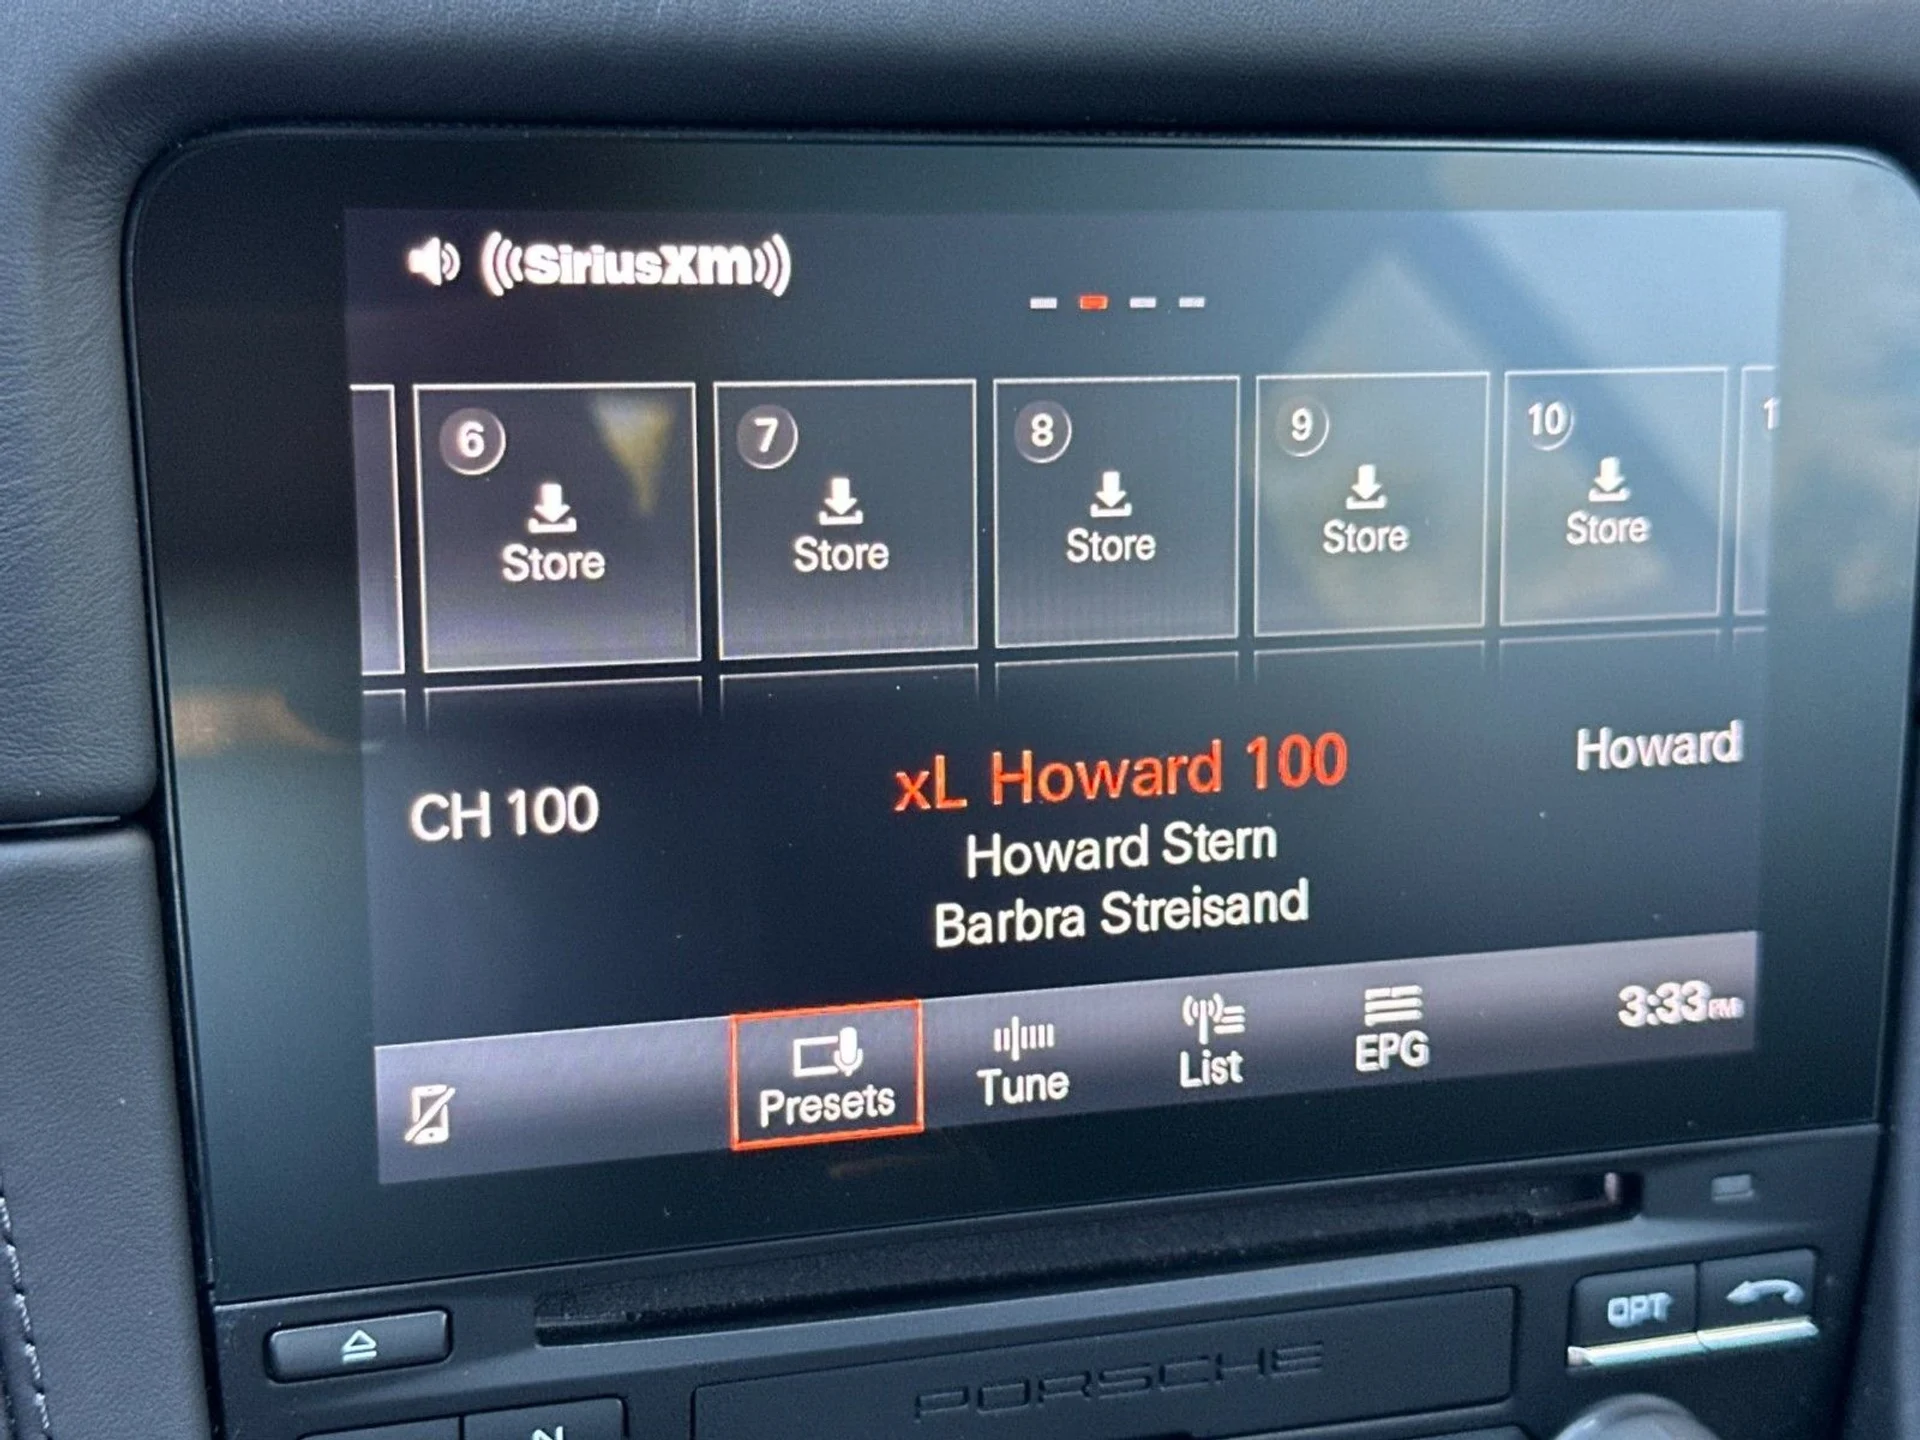 SiriusXM
6
7
8
9
10
Store
Store
Store
Store
Store
CH 100
xL Howard 100
Howard
Howard Stern
Barbra Streisand
Presets
Tune
List
EPG
3:33PM
OPT
PORSCHE